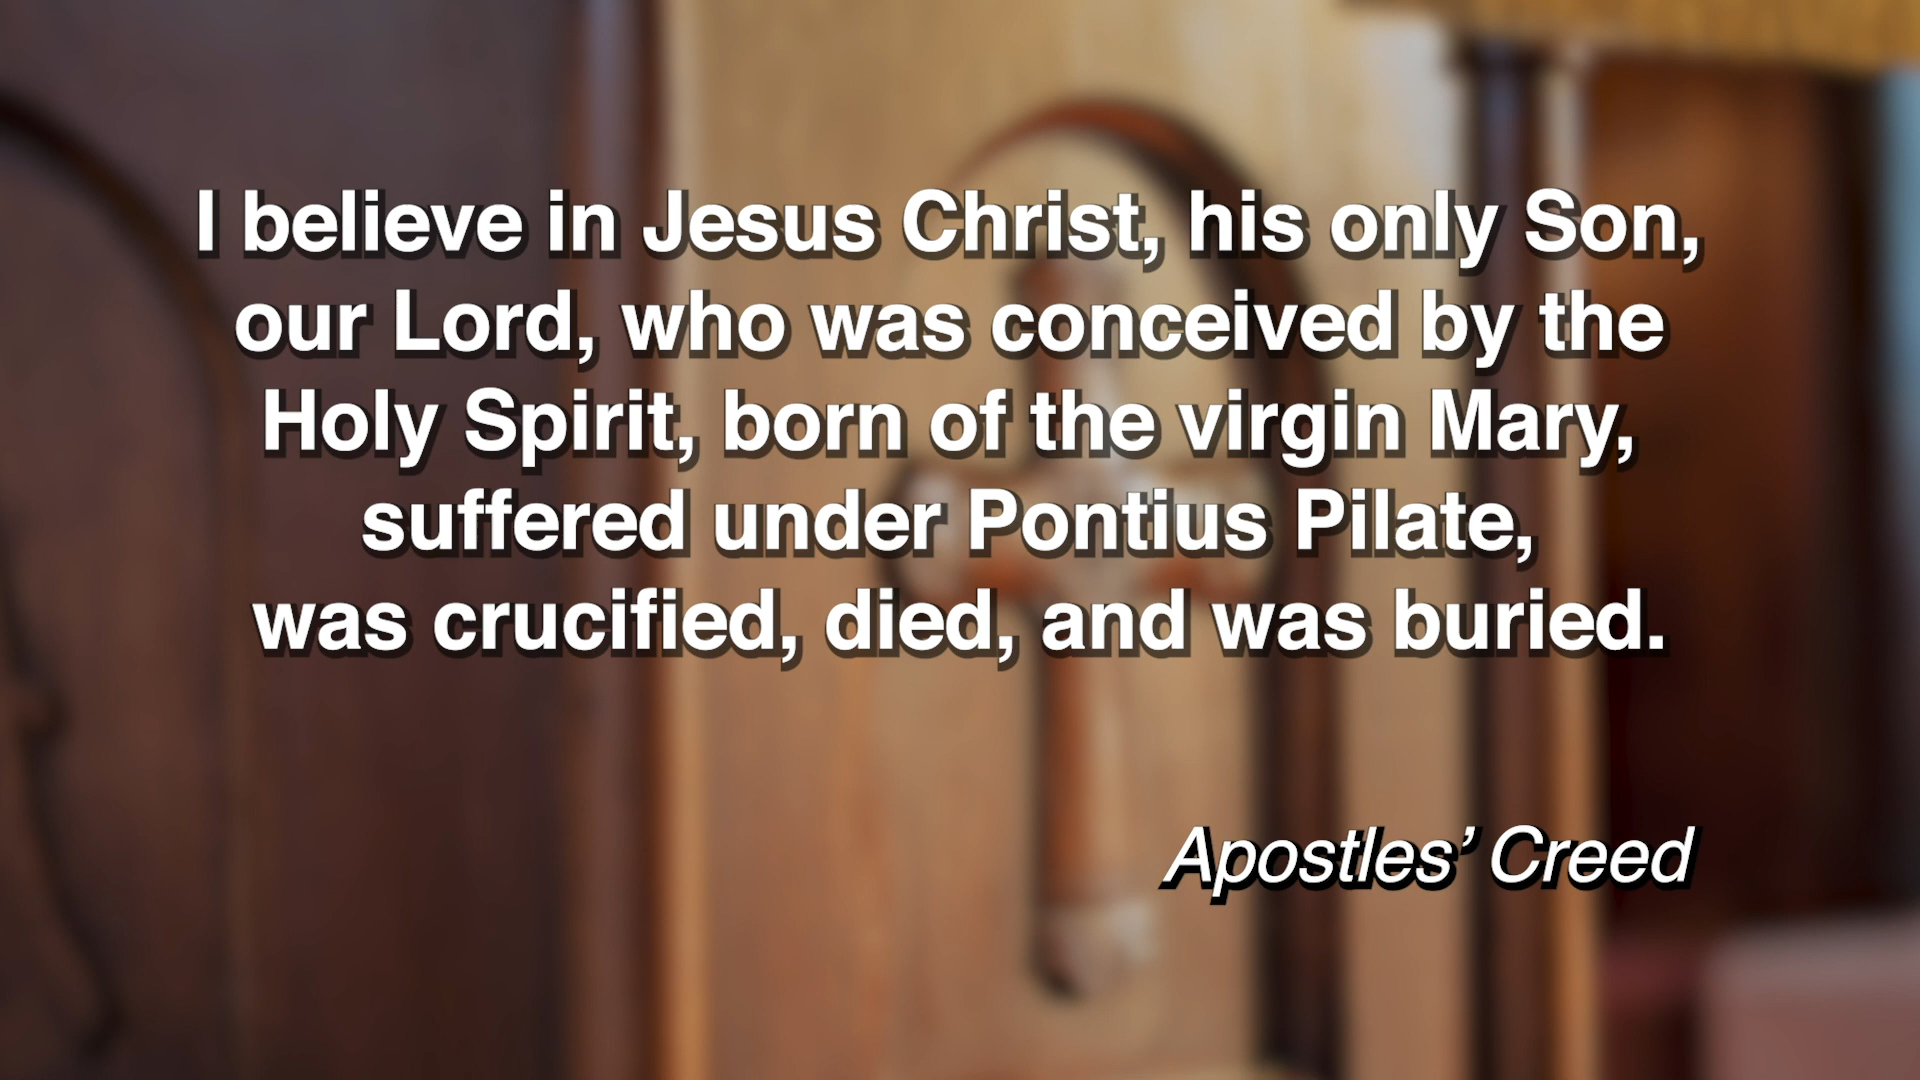 I believe in Jesus Christ, his only Son,
our Lord, who was conceived by the
Holy Spirit, born of the virgin Mary,
suffered under Pontius Pilate,
was crucified, died, and was buried.
Apostles’ Creed